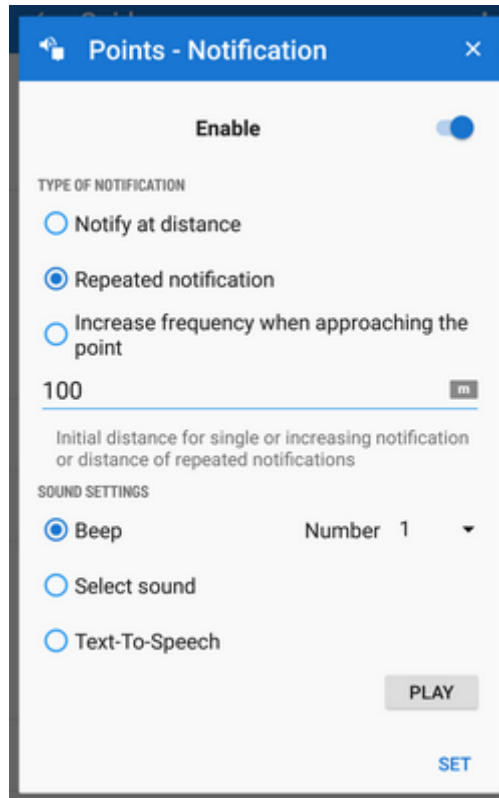 Points - Notification
Enable
TYPE OF NOTIFICATION
Notify at distance
Repeated notification
Increase frequency when approaching the
point
100 m
Initial distance for single or increasing notification
or distance of repeated notifications
SOUND SETTINGS
Beep Number 1
Select sound
Text-To-Speech
PLAY
SET